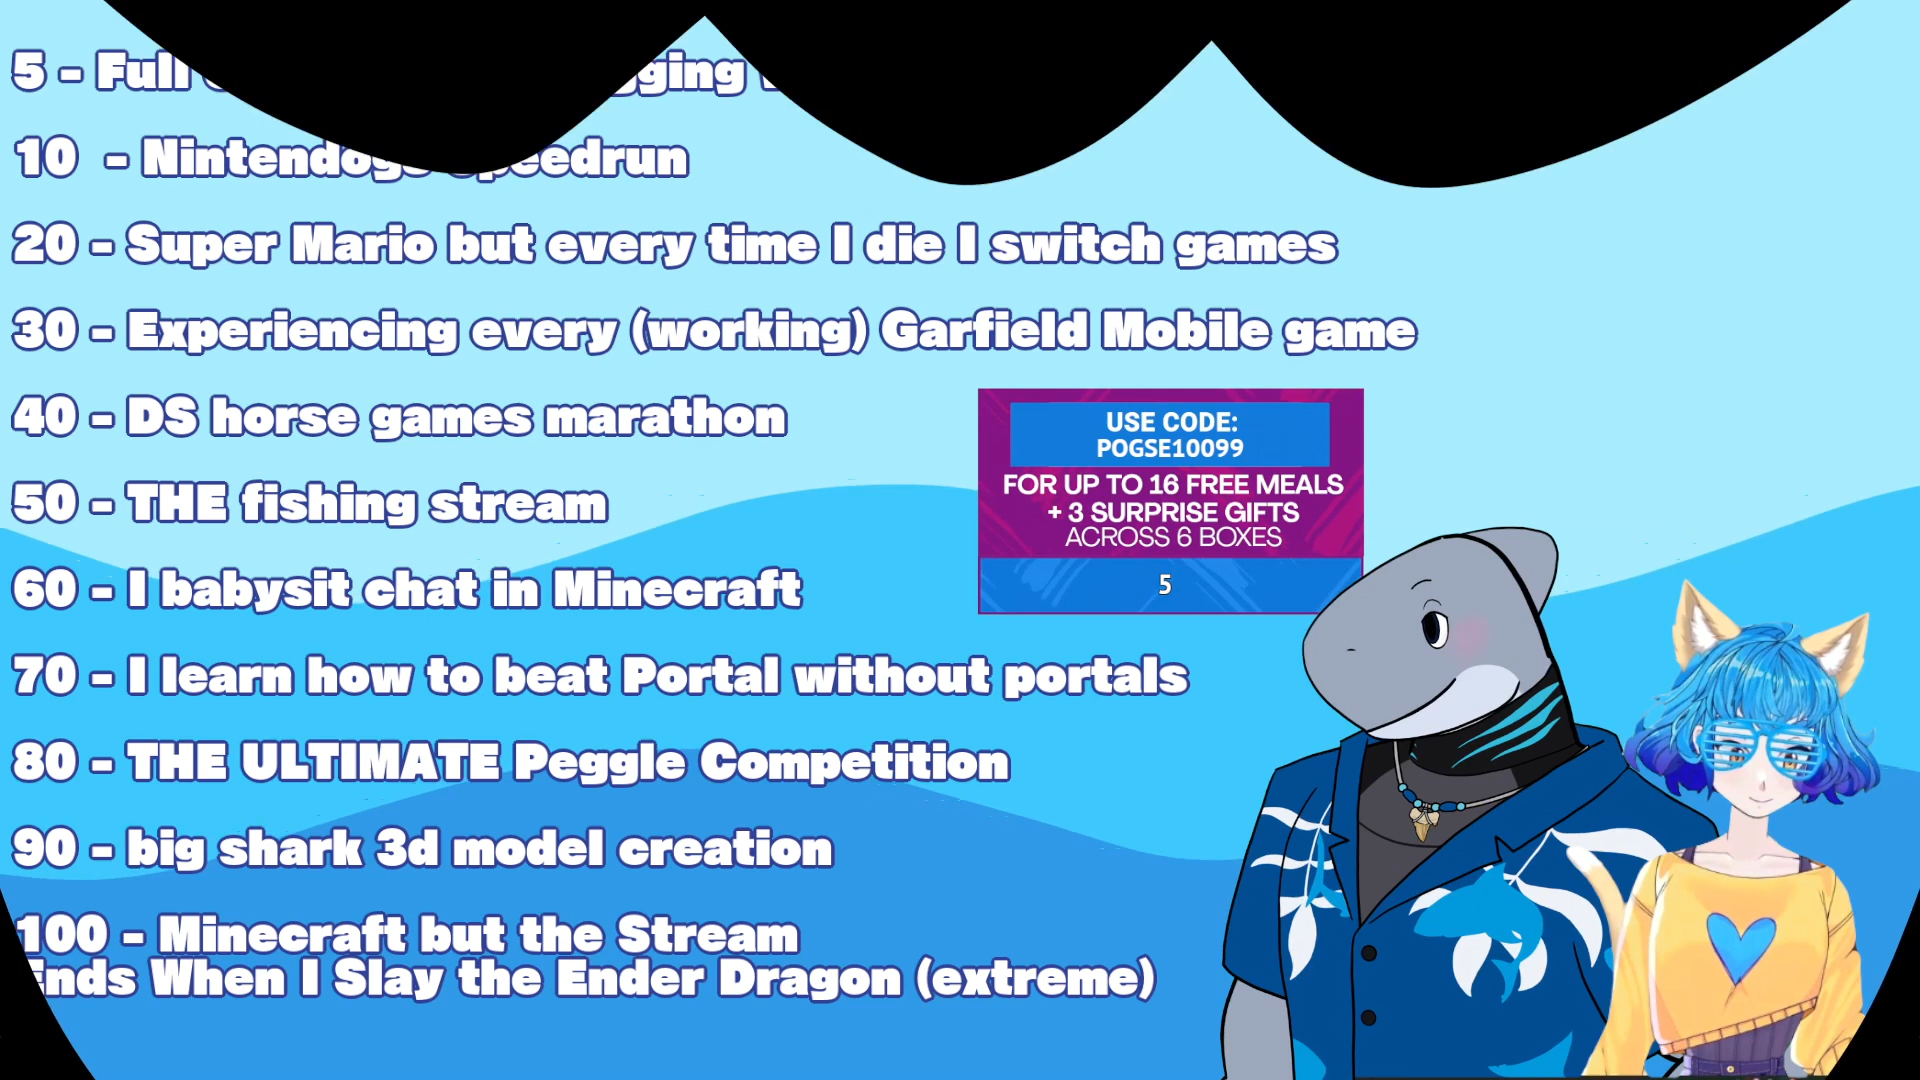 5 - Full
10 - Nintendogs Speedrun
20 - Super Mario but every time I die I switch games
30 - Experiencing every (working) Garfield Mobile game
40 - DS horse games marathon
50 - THE fishing stream
60 - I babysit chat in Minecraft
70 - I learn how to beat Portal without portals
80 - THE ULTIMATE Peggle Competition
90 - big shark 3d model creation
100 - Minecraft but the Stream
Ends When I Slay the Ender Dragon (extreme)
USE CODE:
POGSE10099
FOR UP TO 16 FREE MEALS
+ 3 SURPRISE GIFTS
ACROSS 6 BOXES
5